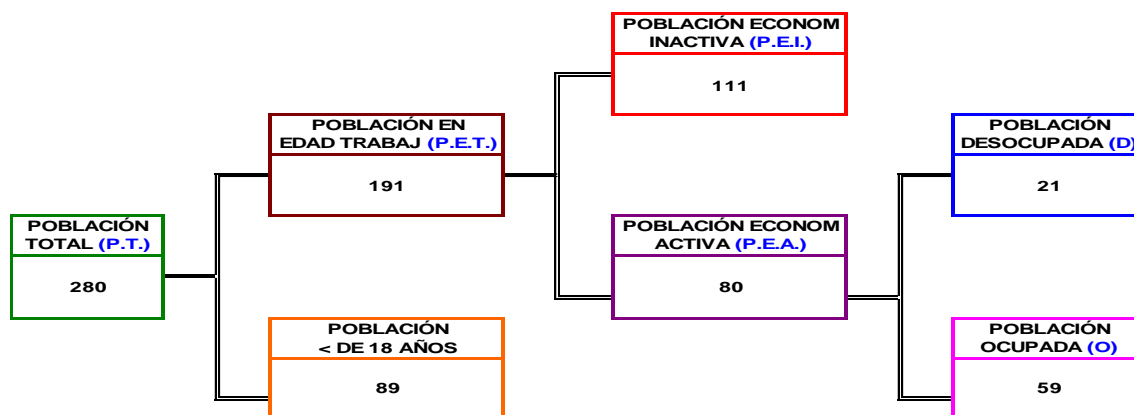 POBLACIÓN ECONOM
INACTIVA (P.E.I.)
111
POBLACIÓN EN
EDAD TRABAJ (P.E.T.)
191
POBLACIÓN
DESOCUPADA (D)
21
POBLACIÓN
TOTAL (P.T.)
280
POBLACIÓN ECONOM
ACTIVA (P.E.A.)
80
POBLACIÓN
< DE 18 AÑOS
89
POBLACIÓN
OCUPADA (O)
59